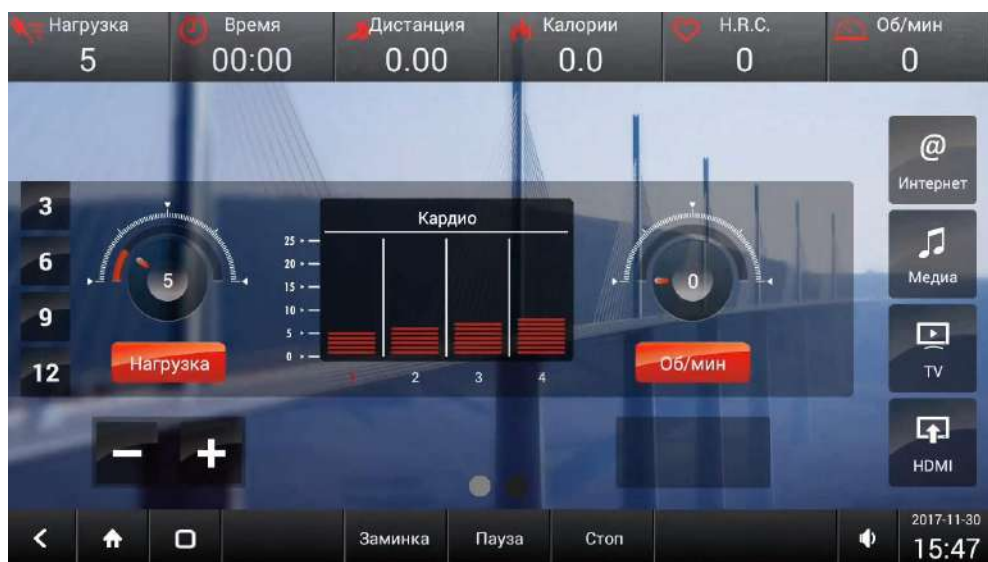 Нагрузка
5
Время
00:00
Дистанция
0.00
Калории
0.0
H.R.C.
0
Об/мин
0
@
Интернет
3
6
9
12
5
Нагрузка
Кардио
25
20
15
10
5
0
1 2 3 4
0
Об/мин
Медиа
TV
HDMI
Заминка Пауза Стоп
2017-11-30
15:47